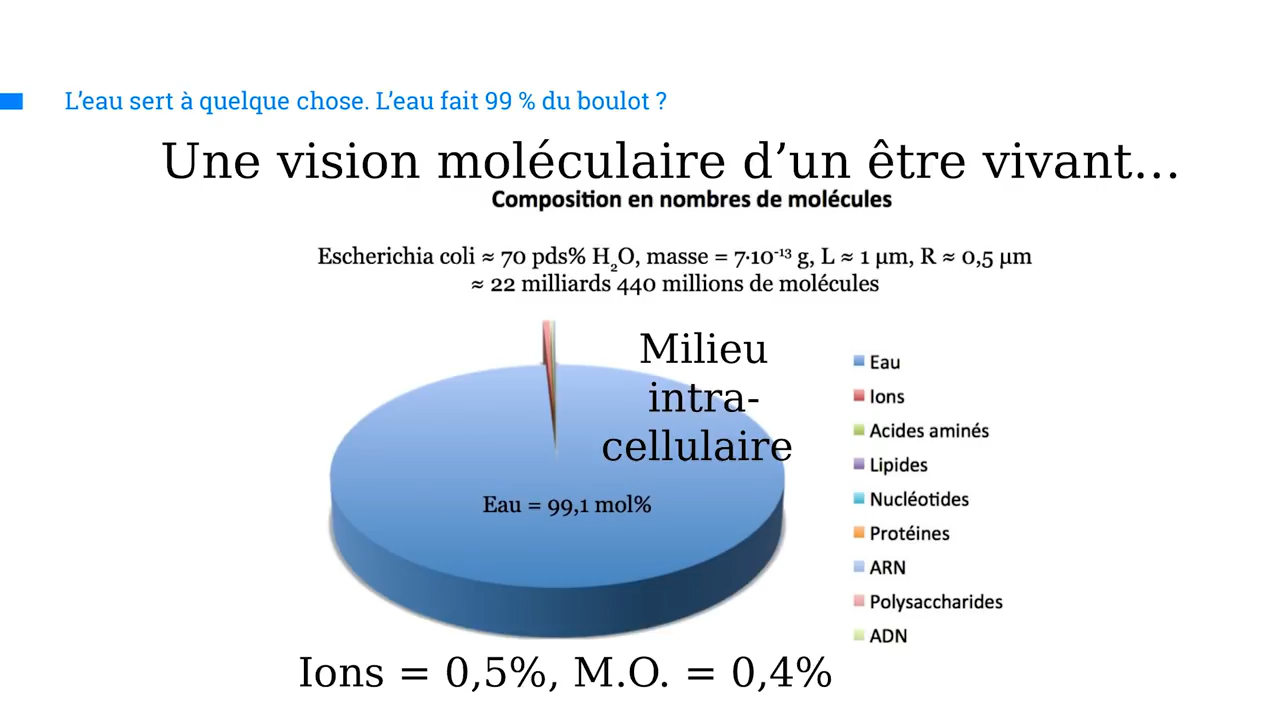 L’eau sert à quelque chose. L’eau fait 99 % du boulot ?
Une vision moléculaire d’un être vivant...
Composition en nombres de molécules
Escherichia coli ≈ 70 pds% H₂O, masse = 7·10⁻¹³ g, L ≈ 1 µm, R ≈ 0,5 µm
≈ 22 milliards 440 millions de molécules
Milieu
intra-
cellulaire
Eau = 99,1 mol%
Eau
Ions
Acides aminés
Lipides
Nucléotides
Protéines
ARN
Polysaccharides
ADN
Ions = 0,5%, M.O. = 0,4%